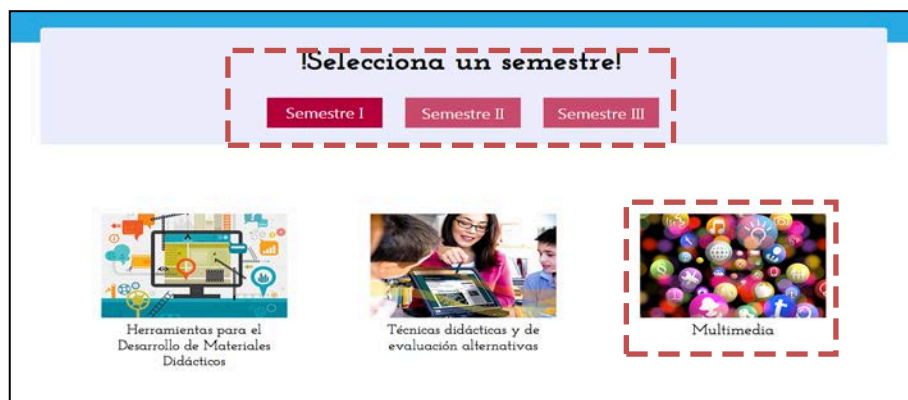 !Selecciona un semestre!
Semestre I
Semestre II
Semestre III
Herramientas para el
Desarrollo de Materiales
Didácticos
Técnicas didácticas y de
evaluación alternativas
Multimedia